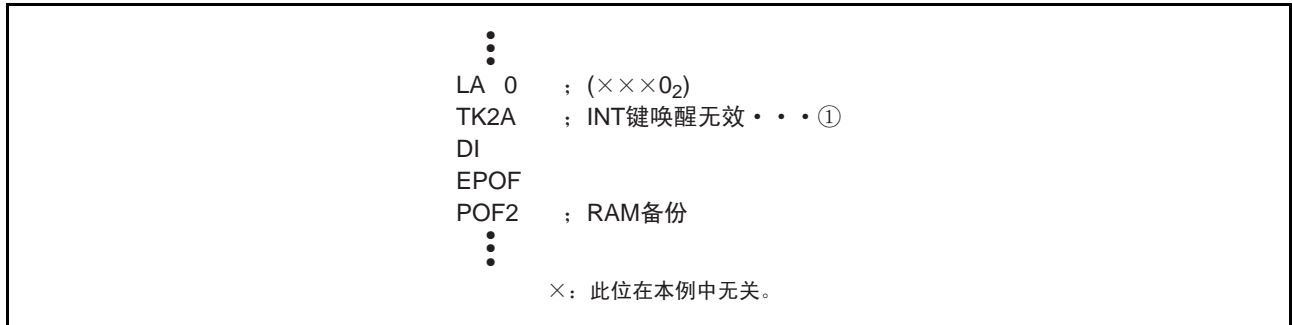 LA 0 ；(×××0₂)
TK2A ；INT键唤醒无效・・・①
DI
EPOF
POF2 ；RAM备份
×：此位在本例中无关。